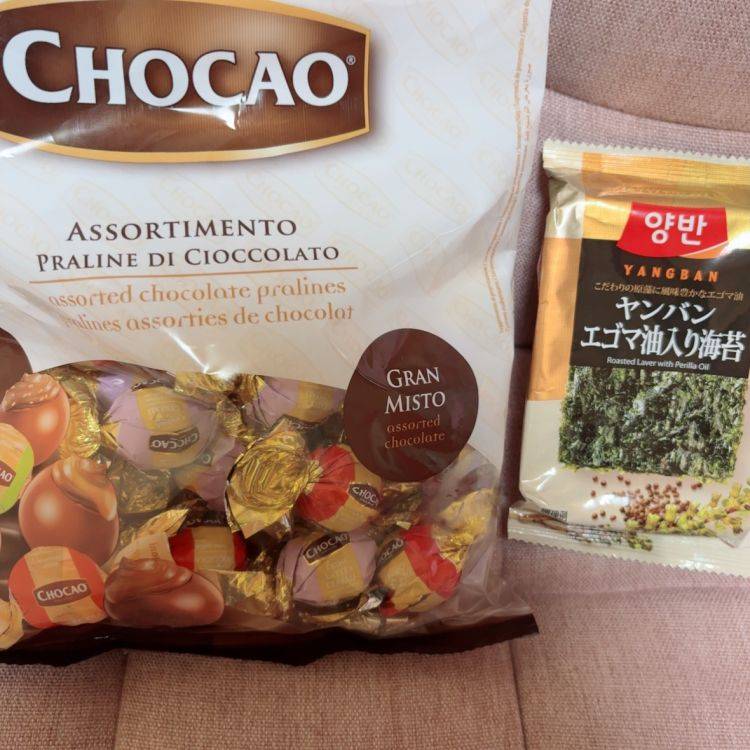 CHOCAO®
ASSORTIMENTO
PRALINE DI CIOCCOLATO
assorted chocolate pralines
assorties de chocolat
GRAN
MISTO
assorted
chocolate
CHOCAO
CHOCAO
CHOCAO
CHOCAO
양반
YANGBAN
こだわりの原藻に風味豊かなエゴマ油
ヤンバン
エゴマ油入り海苔
Roasted Laver with Perilla Oil